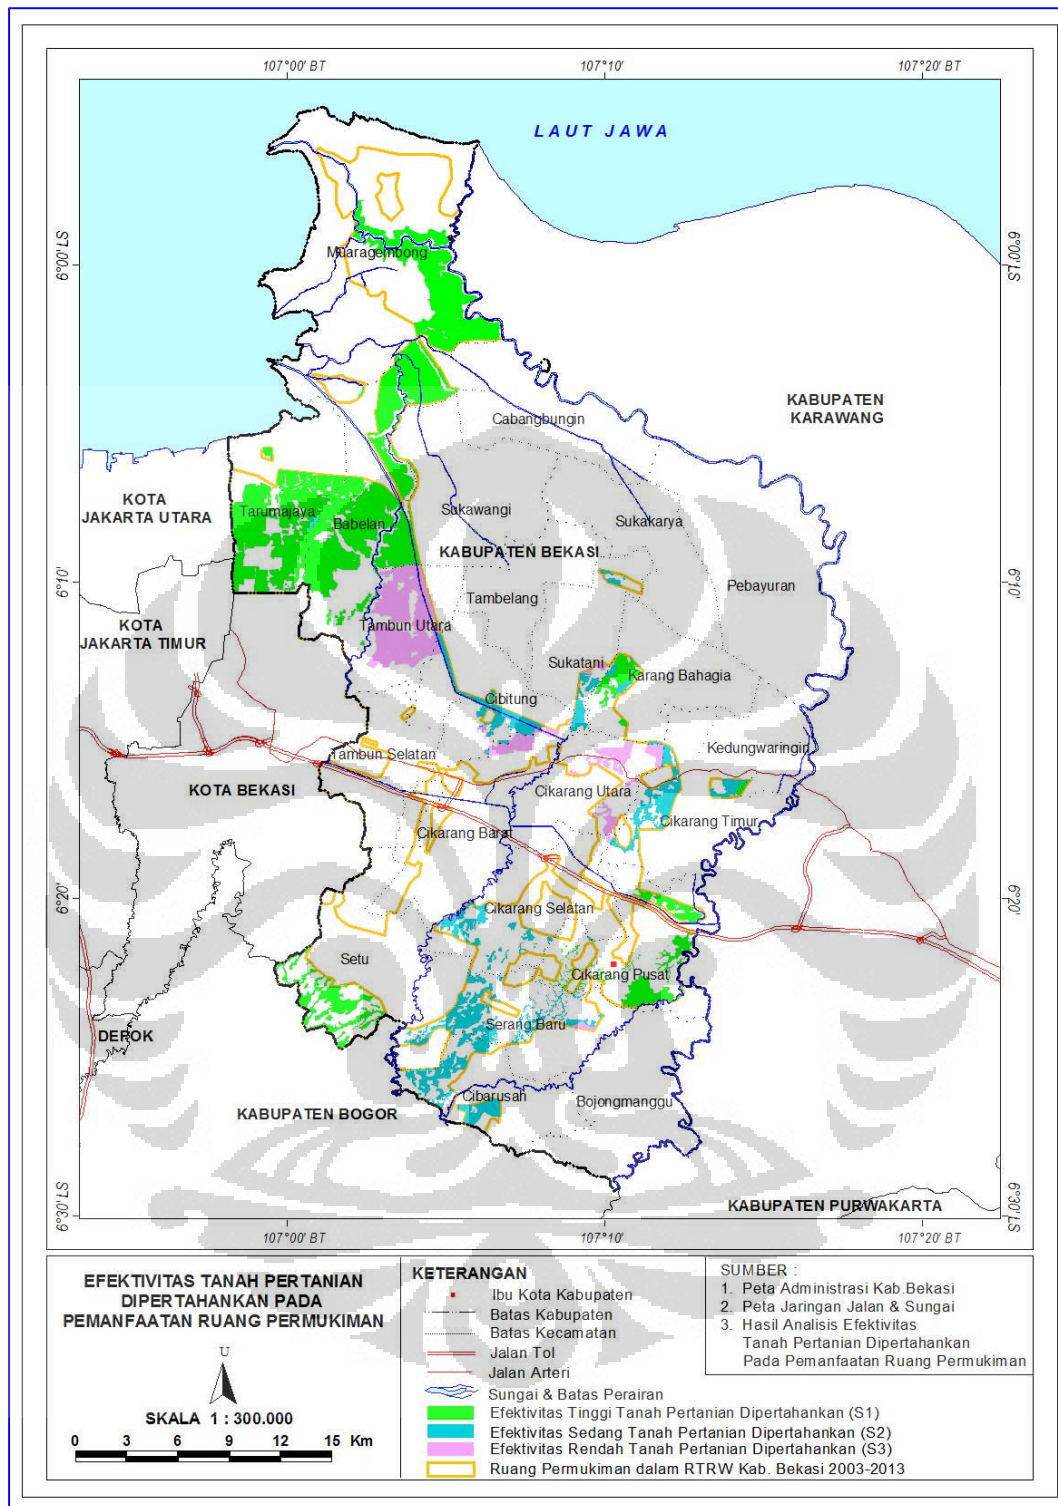 107°00' BT
107°10' BT
107°20' BT
LAUT JAWA
6°00' LS
6°00' LS
Muaragembong
KABUPATEN
KARAWANG
Cabangbungin
KOTA
JAKARTA UTARA
Tarumajaya
Babelan
Sukawangi
Sukakarya
KABUPATEN BEKASI
6°10'
6°10'
Pebayuran
Tambelang
KOTA
JAKARTA TIMUR
Tambun Utara
Sukatani
Karang Bahagia
Cibitung
Tambun Selatan
Kedungwaringin
KOTA BEKASI
Cikarang Utara
Cikarang Barat
Cikarang Timur
6°20'
6°20'
Cikarang Selatan
Setu
Cikarang Pusat
Serang Baru
DEPOK
KABUPATEN BOGOR
Cibarusah
Bojongmanggu
KABUPATEN PURWAKARTA
6°30' LS
6°30' LS
107°00' BT
107°10' BT
107°20' BT
EFEKTIVITAS TANAH PERTANIAN
DIPERTAHANKAN PADA
PEMANFAATAN RUANG PERMUKIMAN
U
SKALA 1 : 300.000
0 3 6 9 12 15 Km
KETERANGAN
Ibu Kota Kabupaten
Batas Kabupaten
Batas Kecamatan
Jalan Tol
Jalan Arteri
Sungai & Batas Perairan
Efektivitas Tinggi Tanah Pertanian Dipertahankan (S1)
Efektivitas Sedang Tanah Pertanian Dipertahankan (S2)
Efektivitas Rendah Tanah Pertanian Dipertahankan (S3)
Ruang Permukiman dalam RTRW Kab. Bekasi 2003-2013
SUMBER :
1. Peta Administrasi Kab.Bekasi
2. Peta Jaringan Jalan & Sungai
3. Hasil Analisis Efektivitas
Tanah Pertanian Dipertahankan
Pada Pemanfaatan Ruang Permukiman